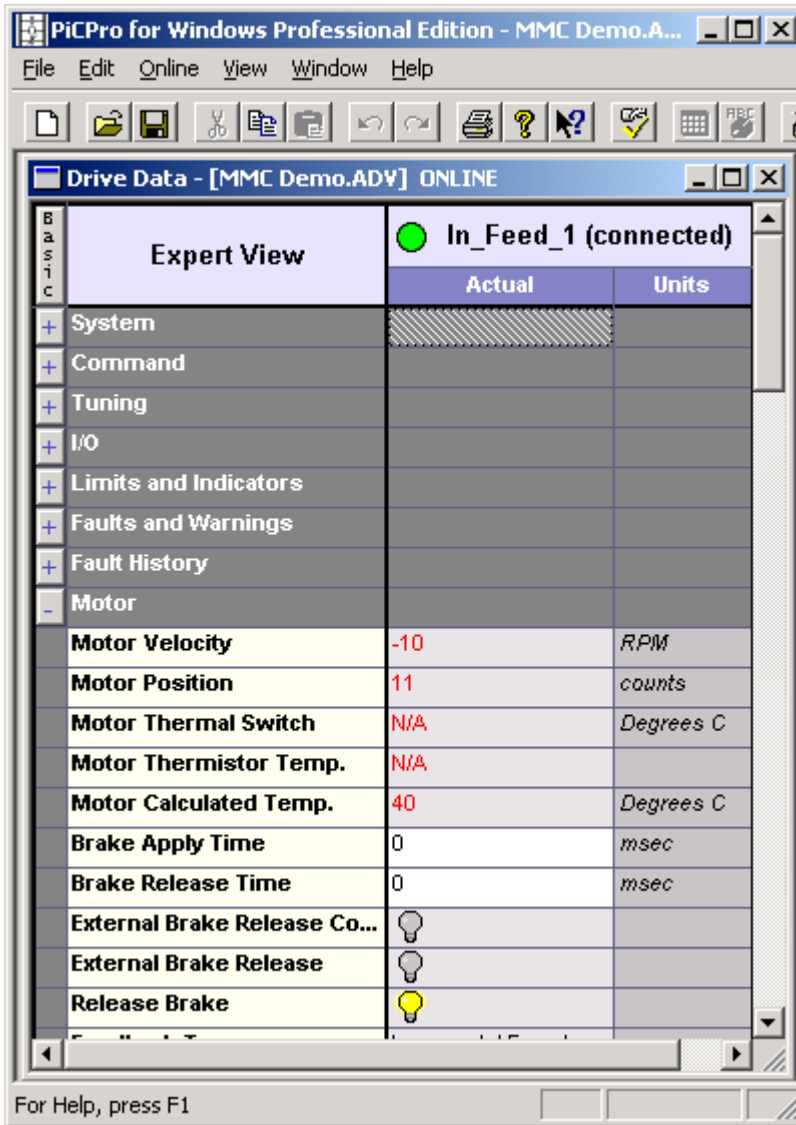 PiCPro for Windows Professional Edition - MMC Demo.A...
File Edit Online View Window Help
ABC
Drive Data - [MMC Demo.ADV] ONLINE
Basic
Expert View
In_Feed_1 (connected)
Actual Units
+ System
+ Command
+ Tuning
+ I/O
+ Limits and Indicators
+ Faults and Warnings
+ Fault History
- Motor
Motor Velocity -10 RPM
Motor Position 11 counts
Motor Thermal Switch N/A Degrees C
Motor Thermistor Temp. N/A
Motor Calculated Temp. 40 Degrees C
Brake Apply Time 0 msec
Brake Release Time 0 msec
External Brake Release Co...
External Brake Release
Release Brake
For Help, press F1